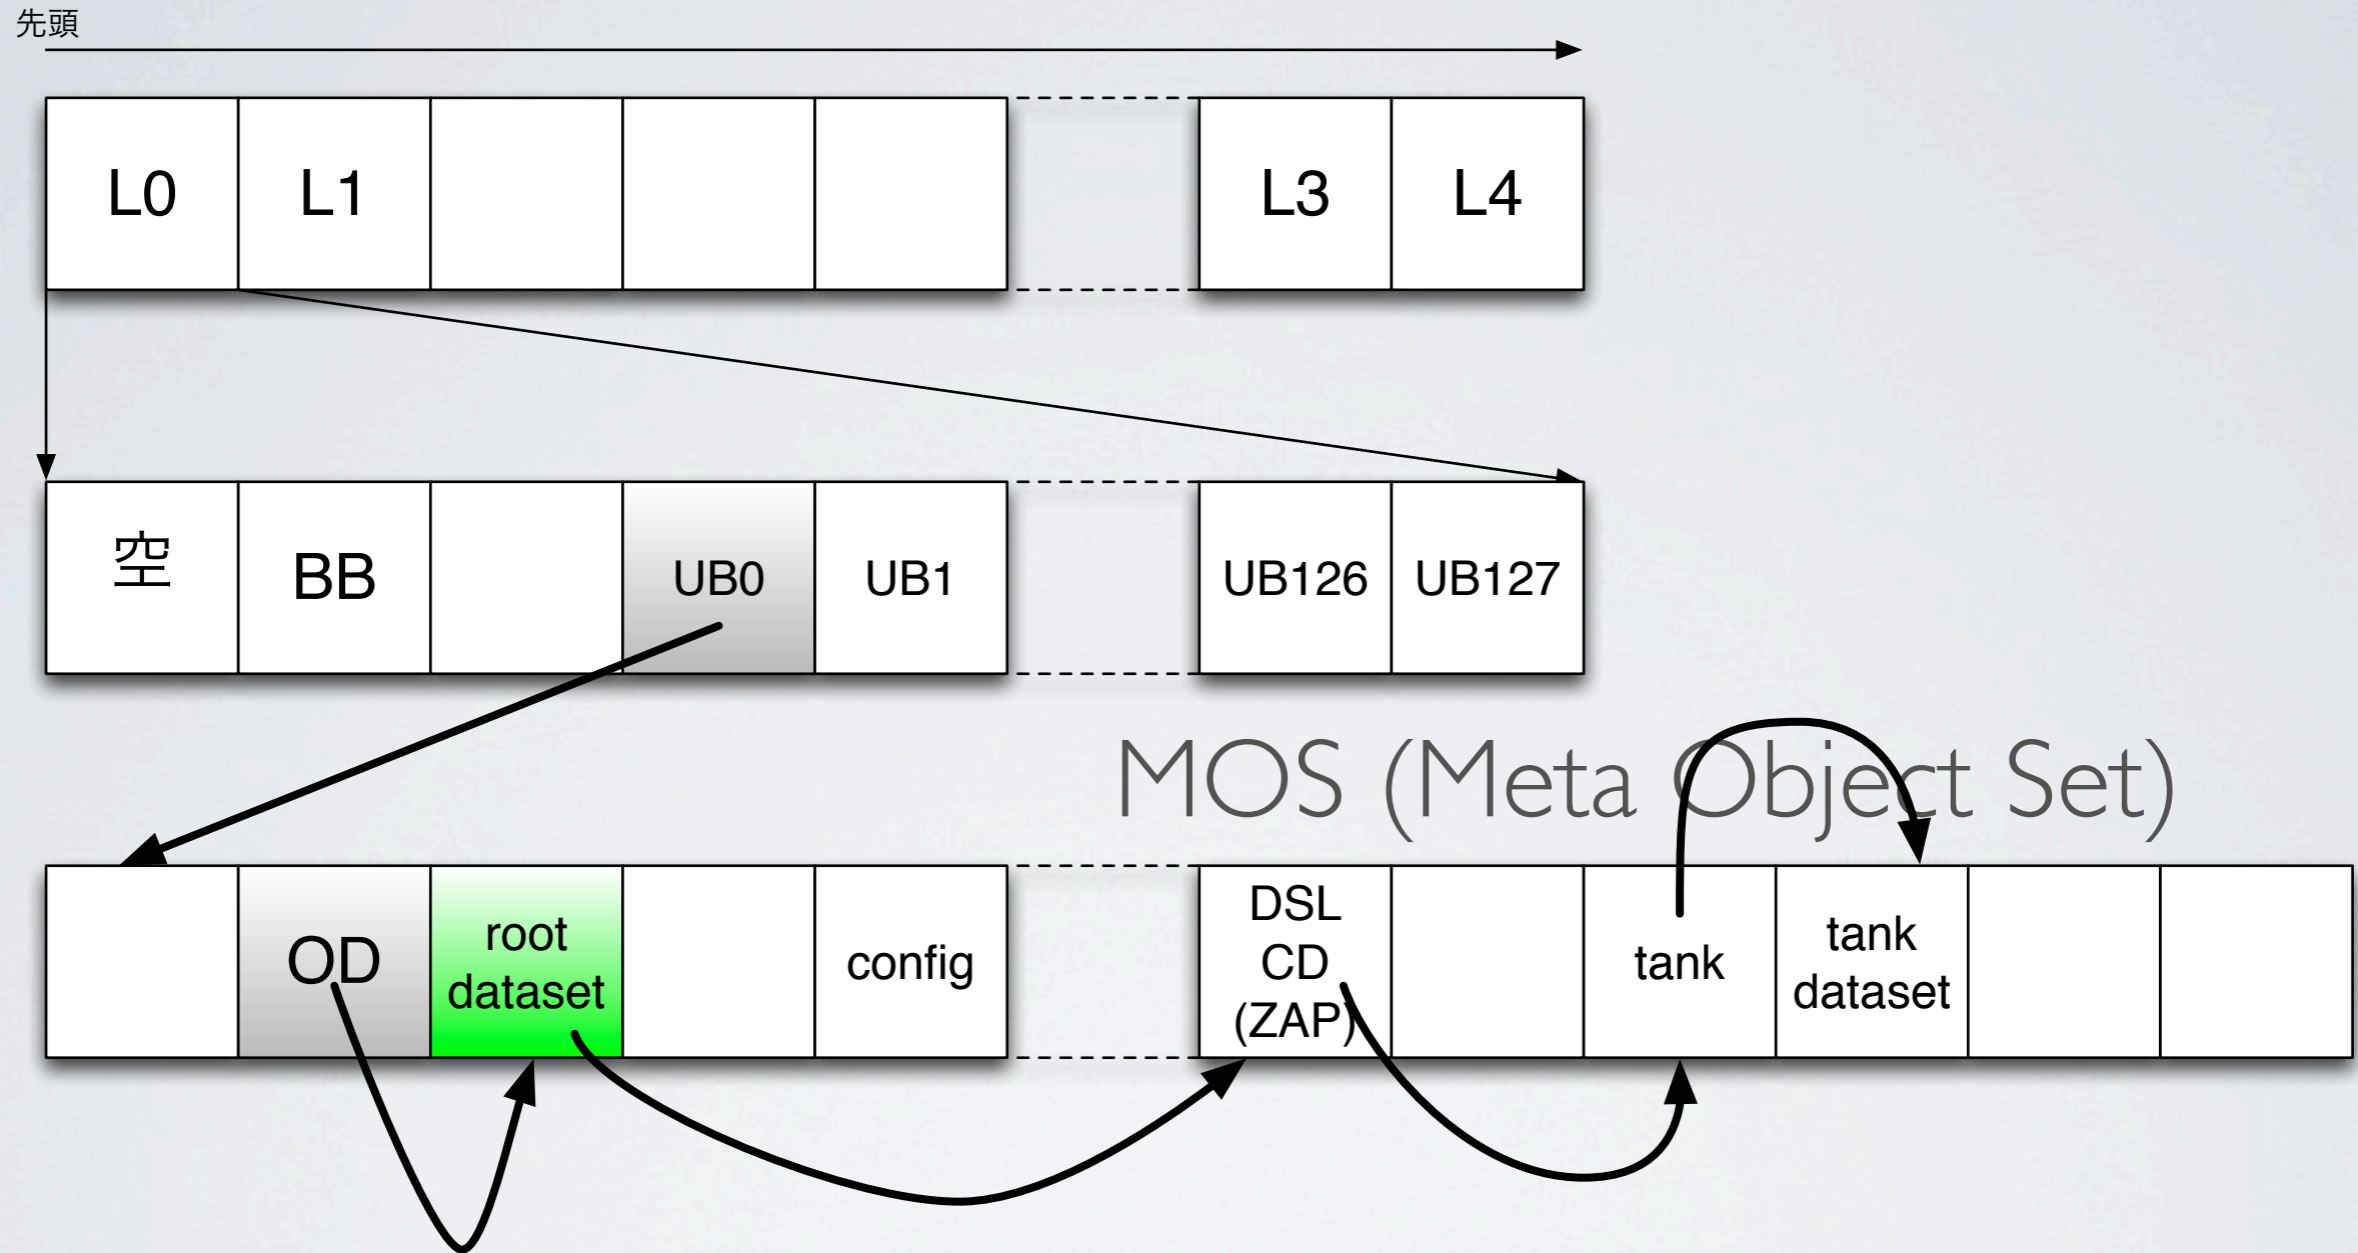 先頭
L0 L1 L3 L4
空 BB UB0 UB1 UB126 UB127
MOS (Meta Object Set)
OD
root
dataset
config
DSL
CD
(ZAP)
tank
tank
dataset